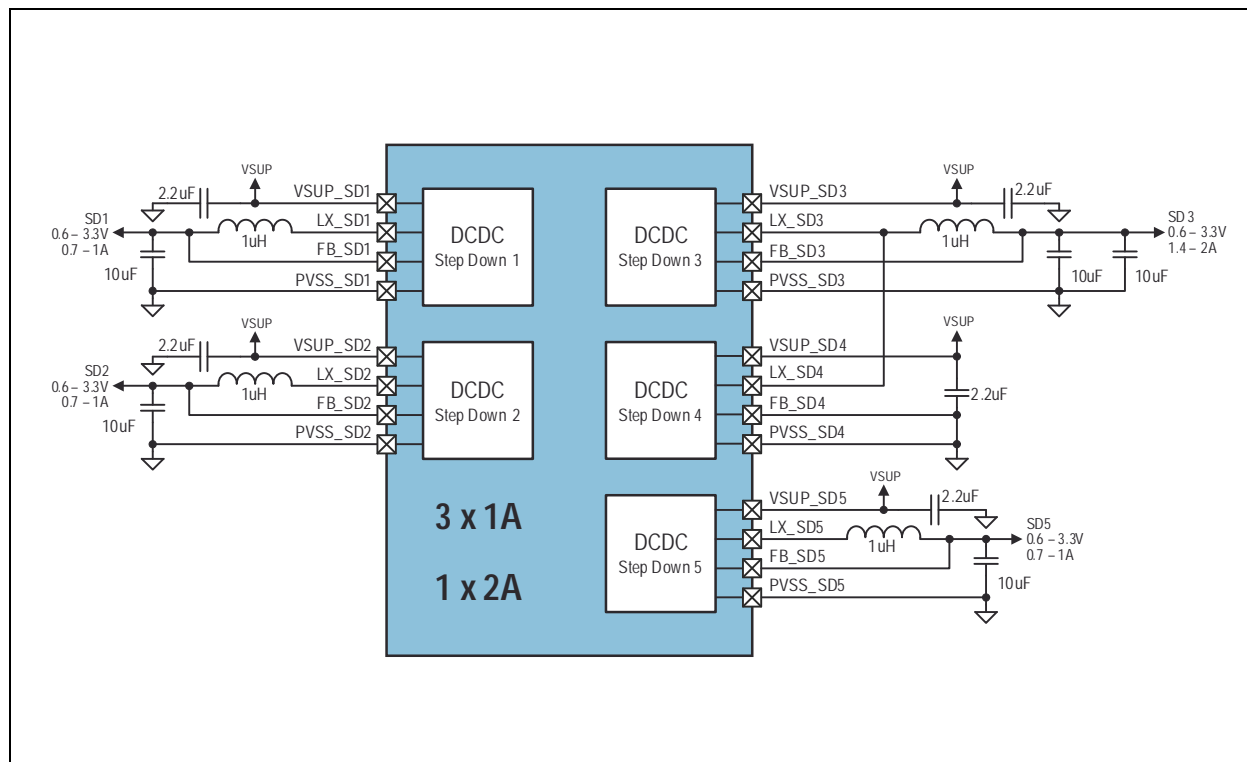 VSUP
2.2uF
VSUP_SD1
SD1
0.6 – 3.3V
0.7 – 1A
LX_SD1
1uH
FB_SD1
10uF
PVSS_SD1
DCDC
Step Down 1
VSUP
2.2uF
VSUP_SD2
SD2
0.6 – 3.3V
0.7 – 1A
LX_SD2
1uH
FB_SD2
10uF
PVSS_SD2
DCDC
Step Down 2
3 x 1A
1 x 2A
DCDC
Step Down 3
VSUP_SD3
VSUP
2.2uF
LX_SD3
1uH
SD3
0.6 – 3.3V
1.4 – 2A
FB_SD3
10uF
10uF
PVSS_SD3
DCDC
Step Down 4
VSUP
VSUP_SD4
LX_SD4
2.2uF
FB_SD4
PVSS_SD4
DCDC
Step Down 5
VSUP
VSUP_SD5
2.2uF
LX_SD5
1uH
SD5
0.6 – 3.3V
0.7 – 1A
FB_SD5
10uF
PVSS_SD5